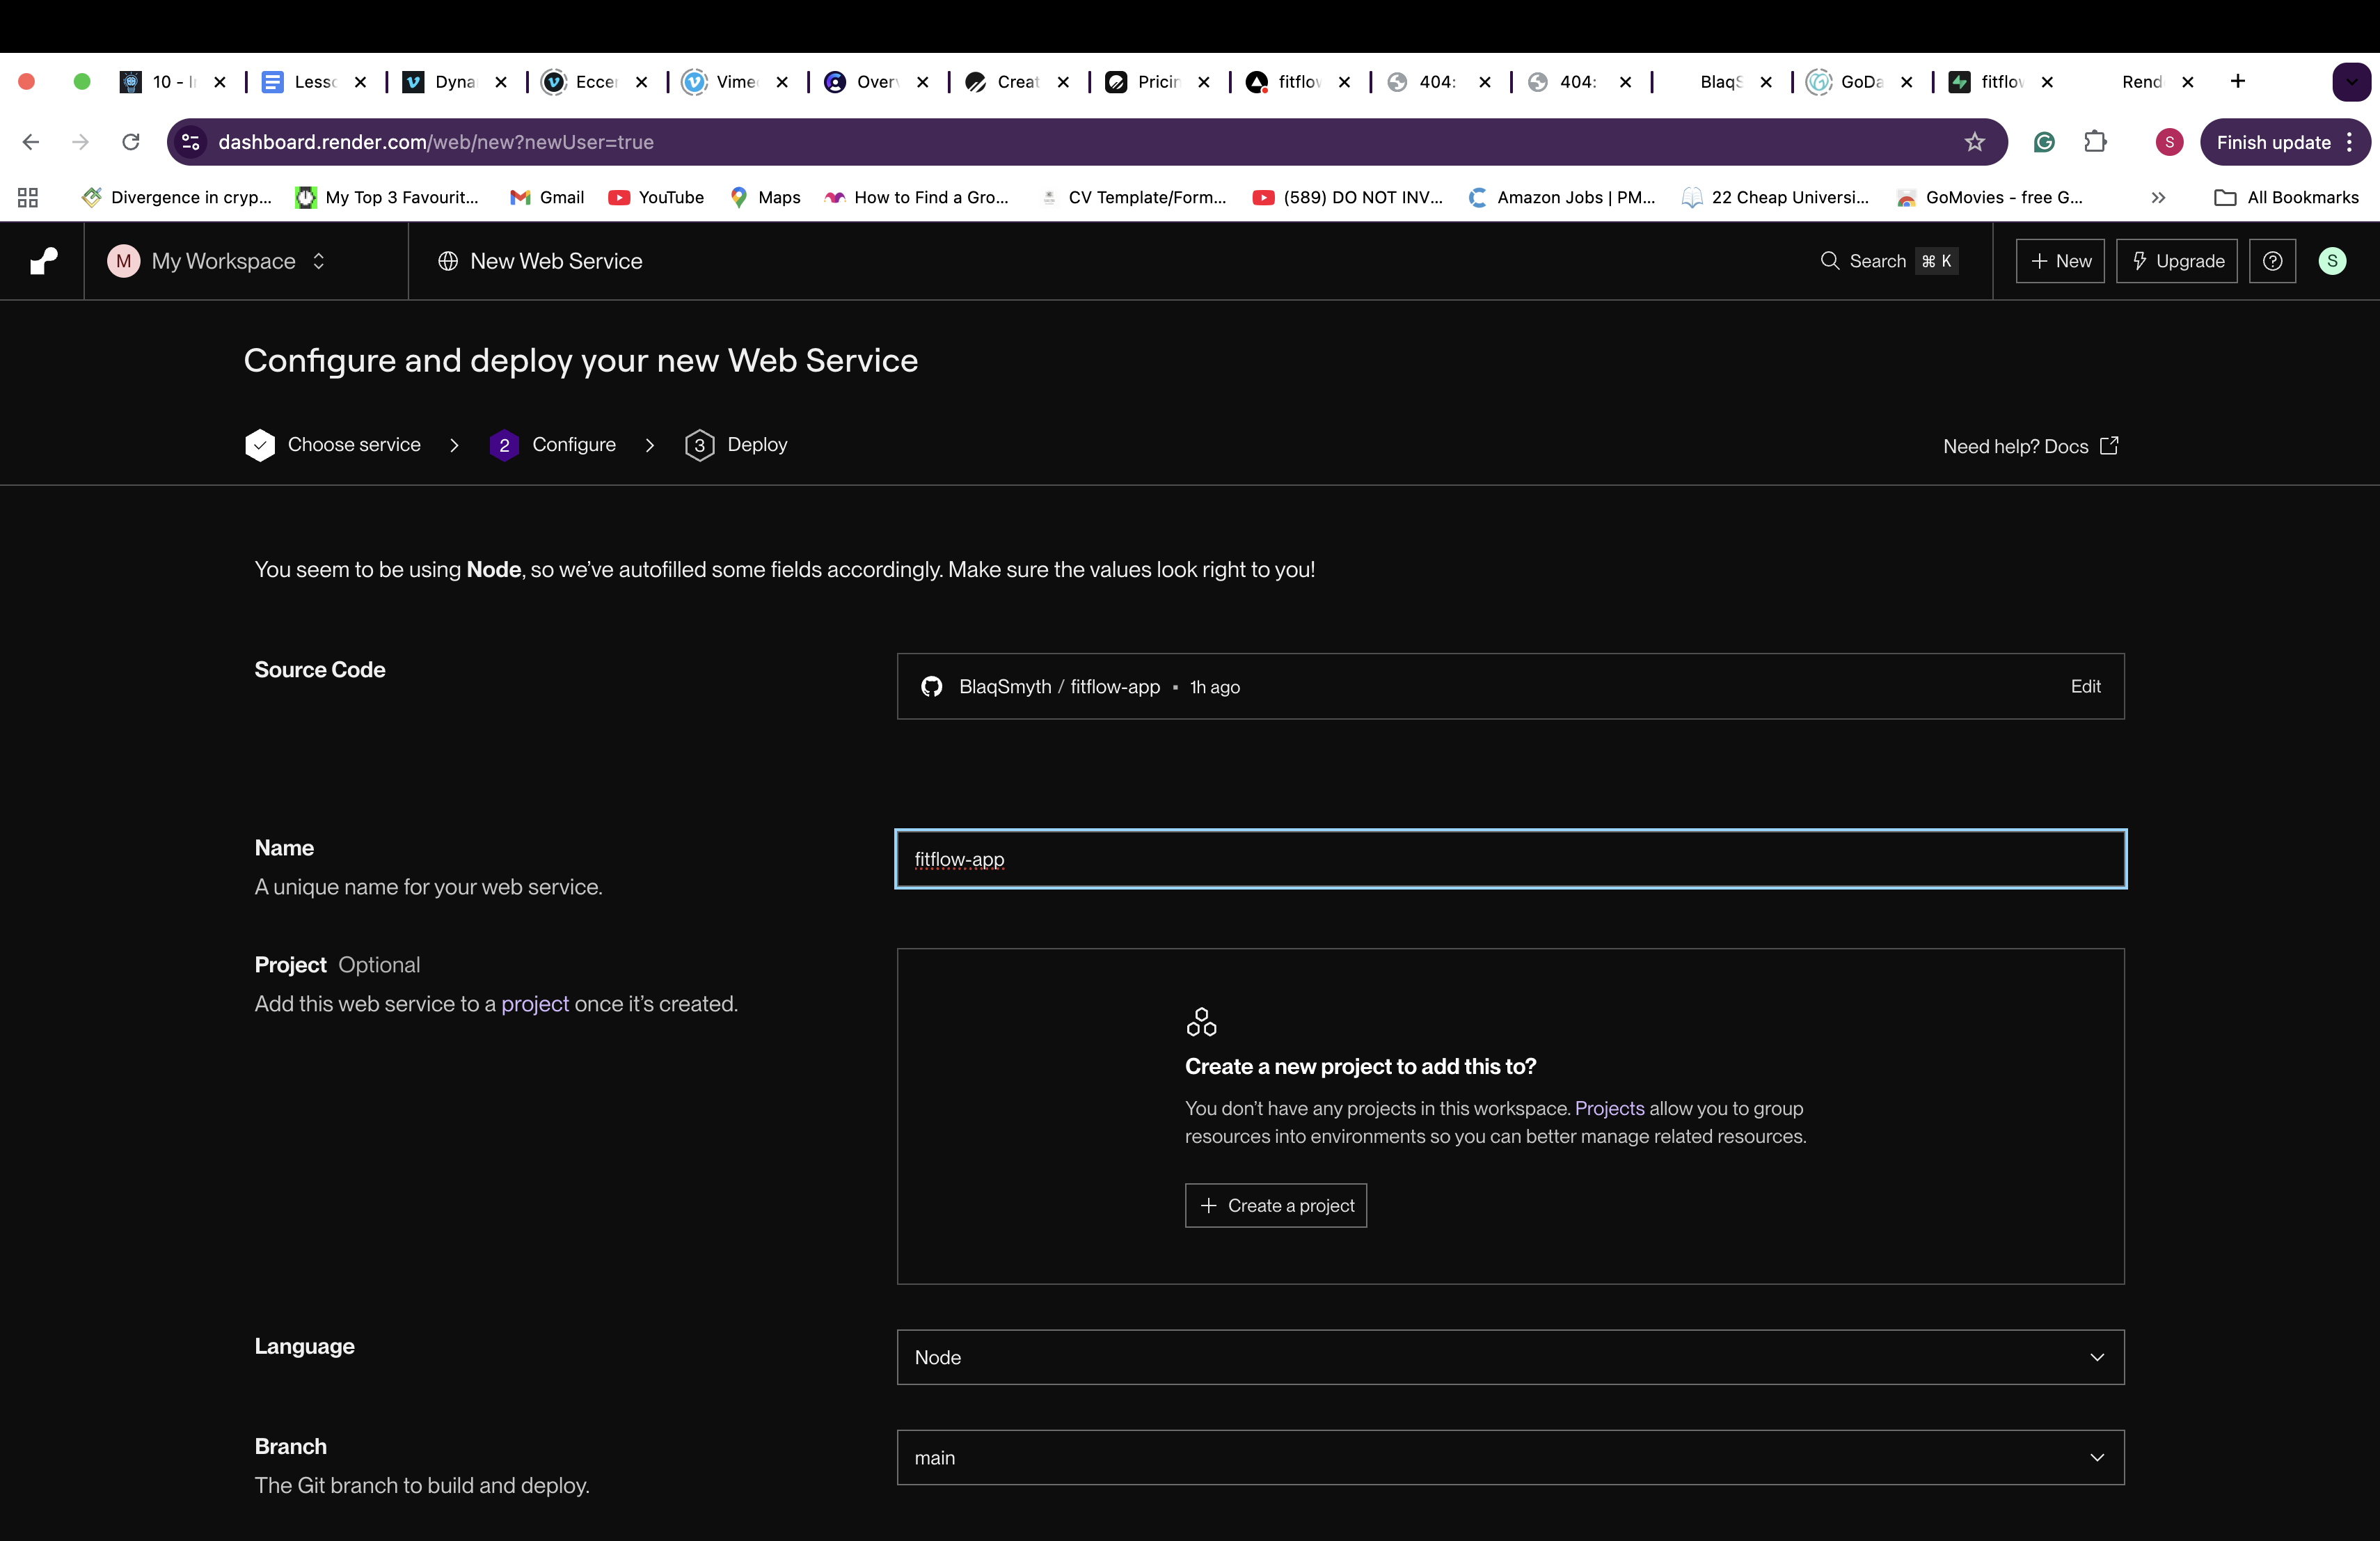 10 - I
Lesso
Dyna
Eccer
Vime
Over
Creat
Pricin
fitflow
404:
404:
BlaqS
GoDa
fitflow
Rend
dashboard.render.com/web/new?newUser=true
S
Finish update
Divergence in cryp...
My Top 3 Favourit...
Gmail
YouTube
Maps
How to Find a Gro...
CV Template/Form...
(589) DO NOT INV...
Amazon Jobs | PM...
22 Cheap Universi...
GoMovies - free G...
All Bookmarks
M My Workspace
New Web Service
Search ⌘ K
+ New
Upgrade
S
Configure and deploy your new Web Service
Choose service
2 Configure
3 Deploy
Need help? Docs
You seem to be using Node, so we’ve autofilled some fields accordingly. Make sure the values look right to you!
Source Code
BlaqSmyth / fitflow-app • 1h ago
Edit
Name
A unique name for your web service.
fitflow-app
Project Optional
Add this web service to a project once it’s created.
Create a new project to add this to?
You don’t have any projects in this workspace. Projects allow you to group
resources into environments so you can better manage related resources.
+ Create a project
Language
Node
Branch
The Git branch to build and deploy.
main